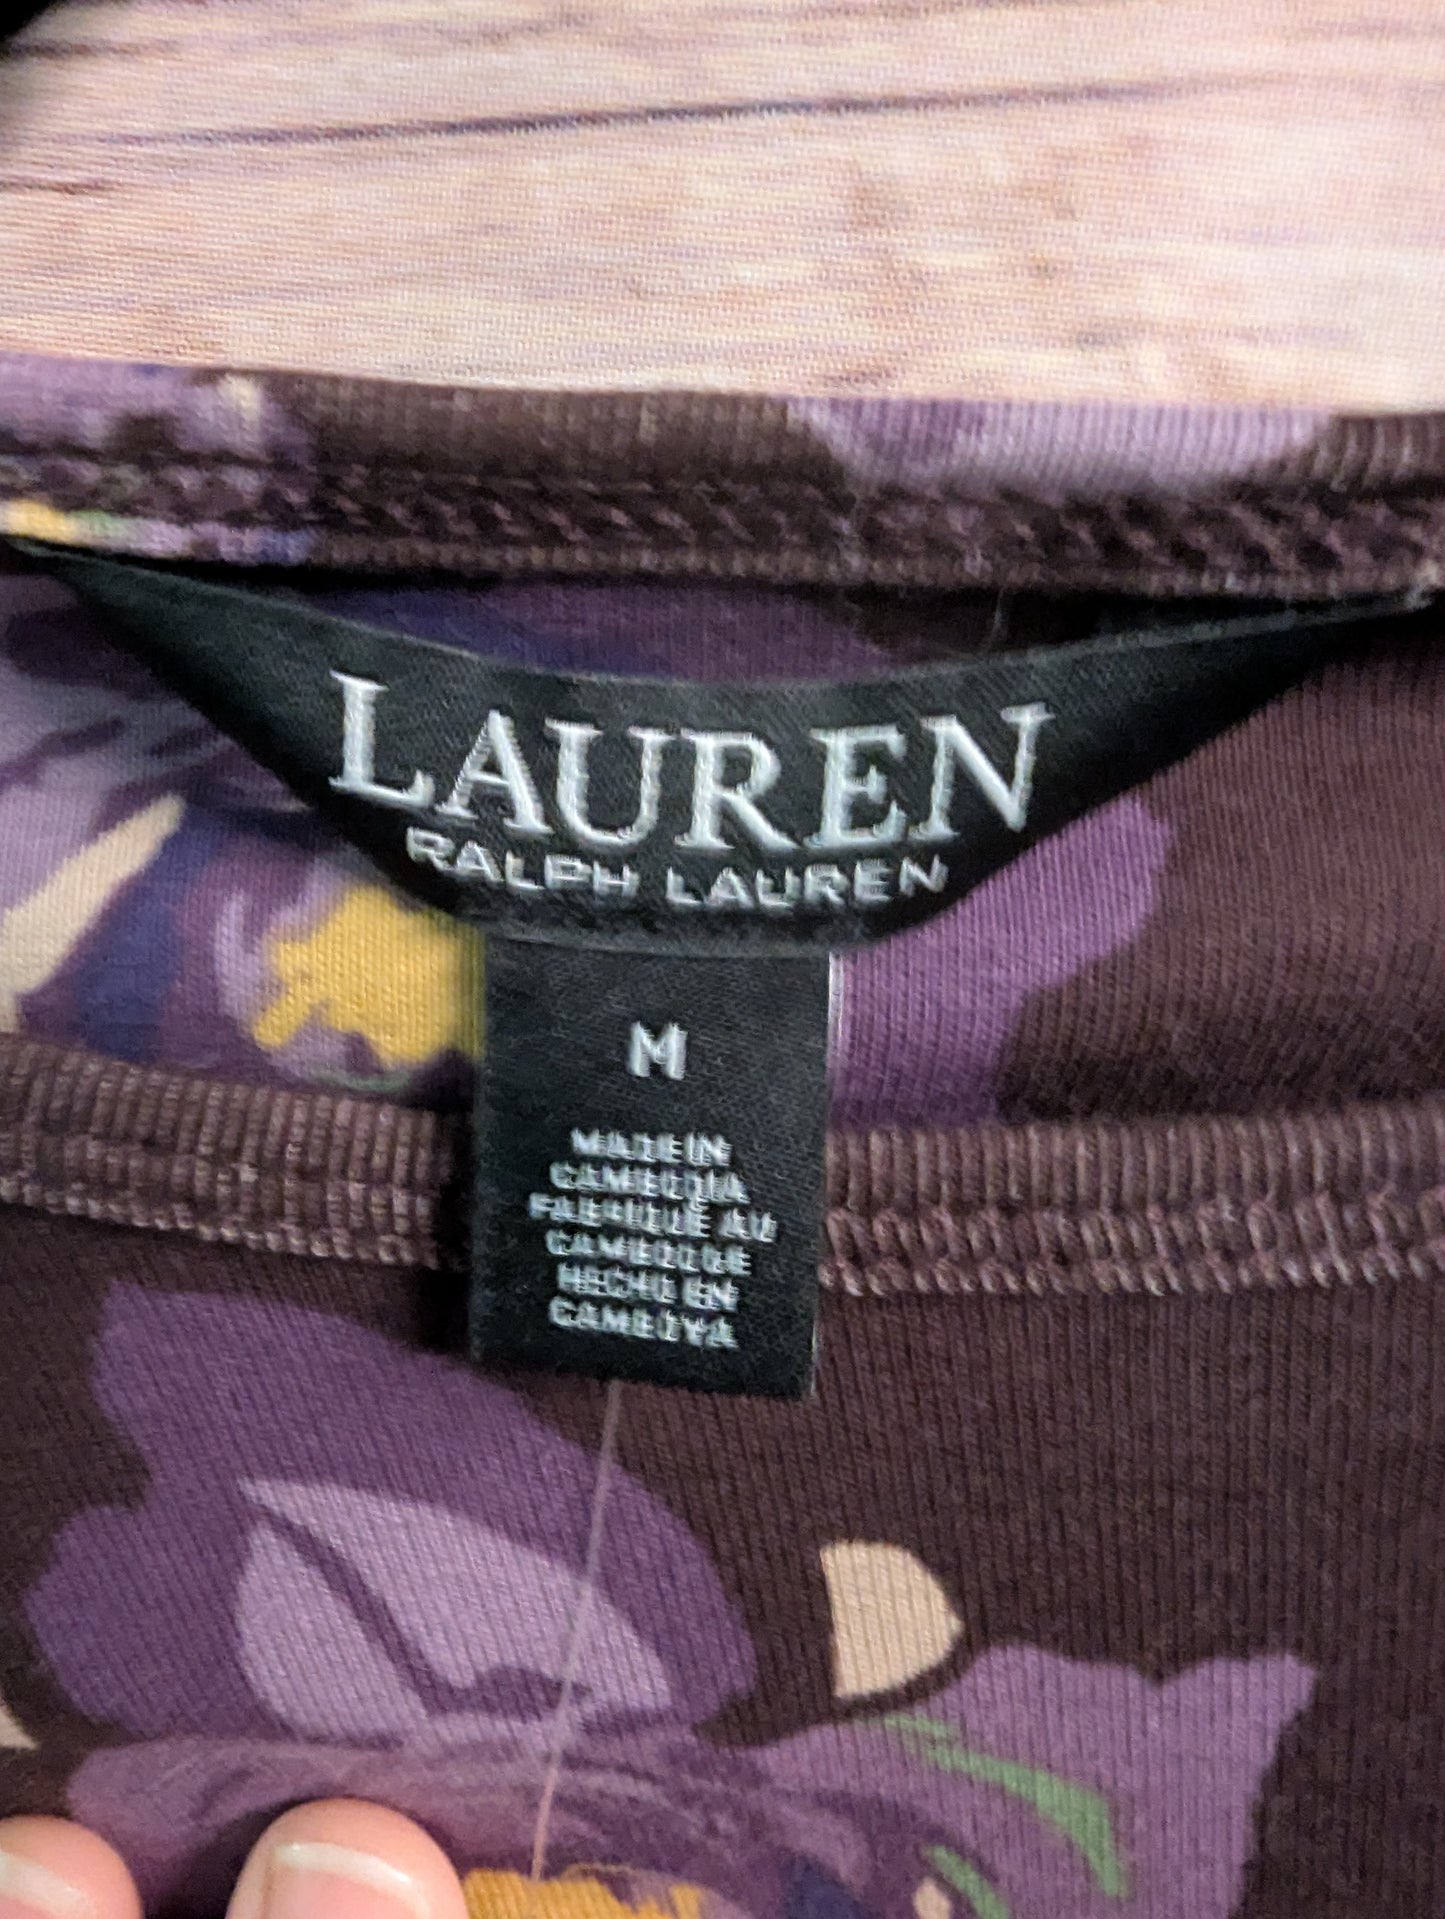 LAUREN
RALPH LAUREN
M
MADE IN
CAMBODIA
FABRIQUÉ AU
CAMBODGE
HECHO EN
CAMBOYA